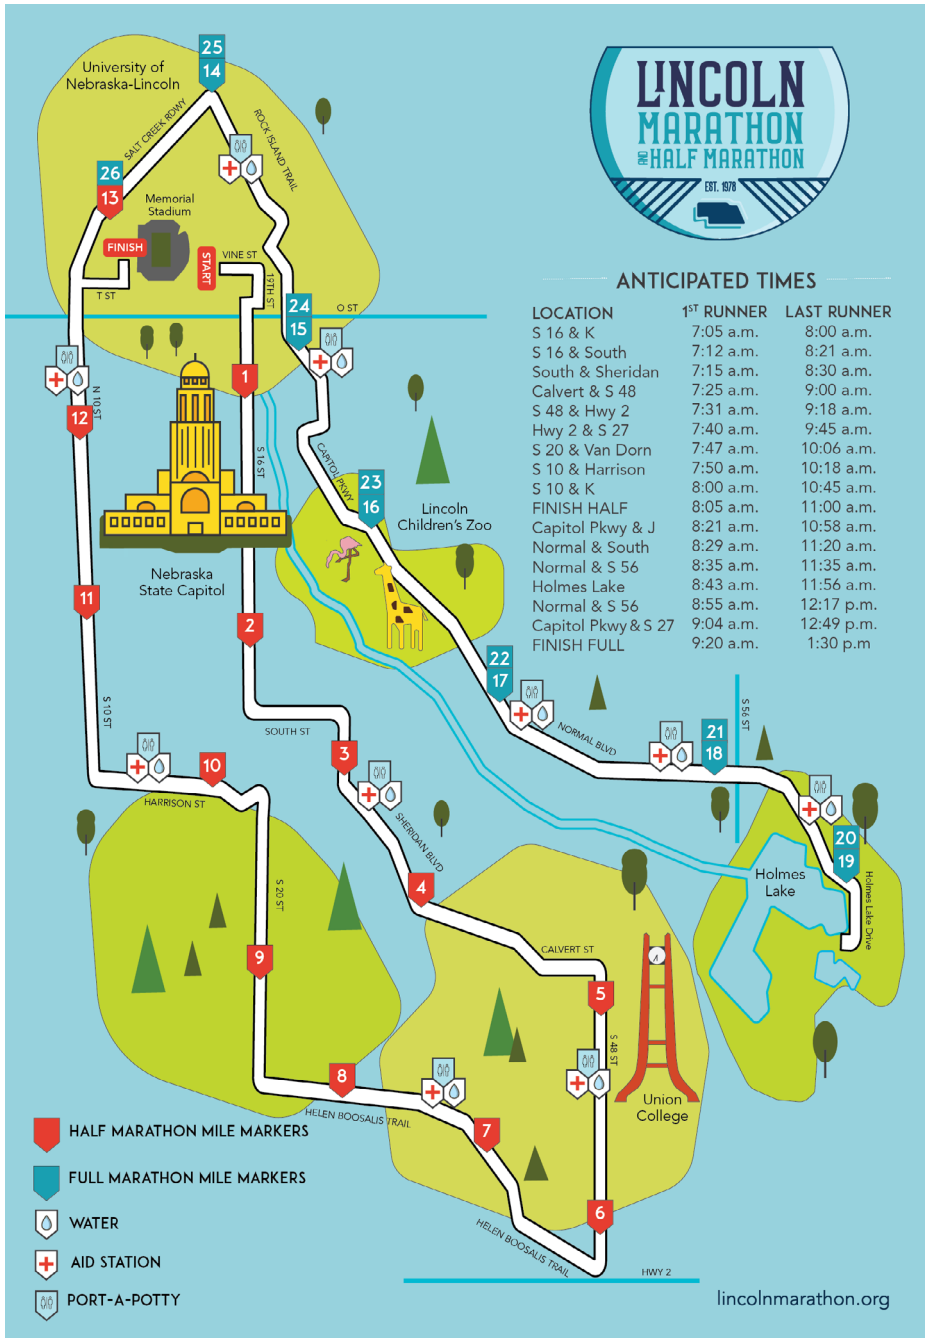 25
14
University of
Nebraska-Lincoln
SALT CREEK RDWY
ROCK ISLAND TRAIL
LINCOLN
MARATHON
AND HALF MARATHON
EST. 1978
26
13
Memorial
Stadium
FINISH
START
VINE ST
19TH ST
T ST
24
15
O ST
1
N 10 ST
12
S 16 ST
CAPITOL PKWY
23
16
Lincoln
Children's Zoo
Nebraska
State Capitol
11
2
22
17
S 10 ST
SOUTH ST
3
10
HARRISON ST
SHERIDAN BLVD
NORMAL BLVD
21
18
S 56 ST
20
19
Holmes
Lake
Holmes Lake Drive
4
S 20 ST
9
CALVERT ST
5
S 48 ST
8
HELEN BOOSALIS TRAIL
7
Union
College
6
HELEN BOOSALIS TRAIL
HWY 2
ANTICIPATED TIMES
LOCATION 1ST RUNNER LAST RUNNER
S 16 & K 7:05 a.m. 8:00 a.m.
S 16 & South 7:12 a.m. 8:21 a.m.
South & Sheridan 7:15 a.m. 8:30 a.m.
Calvert & S 48 7:25 a.m. 9:00 a.m.
S 48 & Hwy 2 7:31 a.m. 9:18 a.m.
Hwy 2 & S 27 7:40 a.m. 9:45 a.m.
S 20 & Van Dorn 7:47 a.m. 10:06 a.m.
S 10 & Harrison 7:50 a.m. 10:18 a.m.
S 10 & K 8:00 a.m. 10:45 a.m.
FINISH HALF 8:05 a.m. 11:00 a.m.
Capitol Pkwy & J 8:21 a.m. 10:58 a.m.
Normal & South 8:29 a.m. 11:20 a.m.
Normal & S 56 8:35 a.m. 11:35 a.m.
Holmes Lake 8:43 a.m. 11:56 a.m.
Normal & S 56 8:55 a.m. 12:17 p.m.
Capitol Pkwy & S 27 9:04 a.m. 12:49 p.m.
FINISH FULL 9:20 a.m. 1:30 p.m
HALF MARATHON MILE MARKERS
FULL MARATHON MILE MARKERS
WATER
AID STATION
PORT-A-POTTY
lincolnmarathon.org